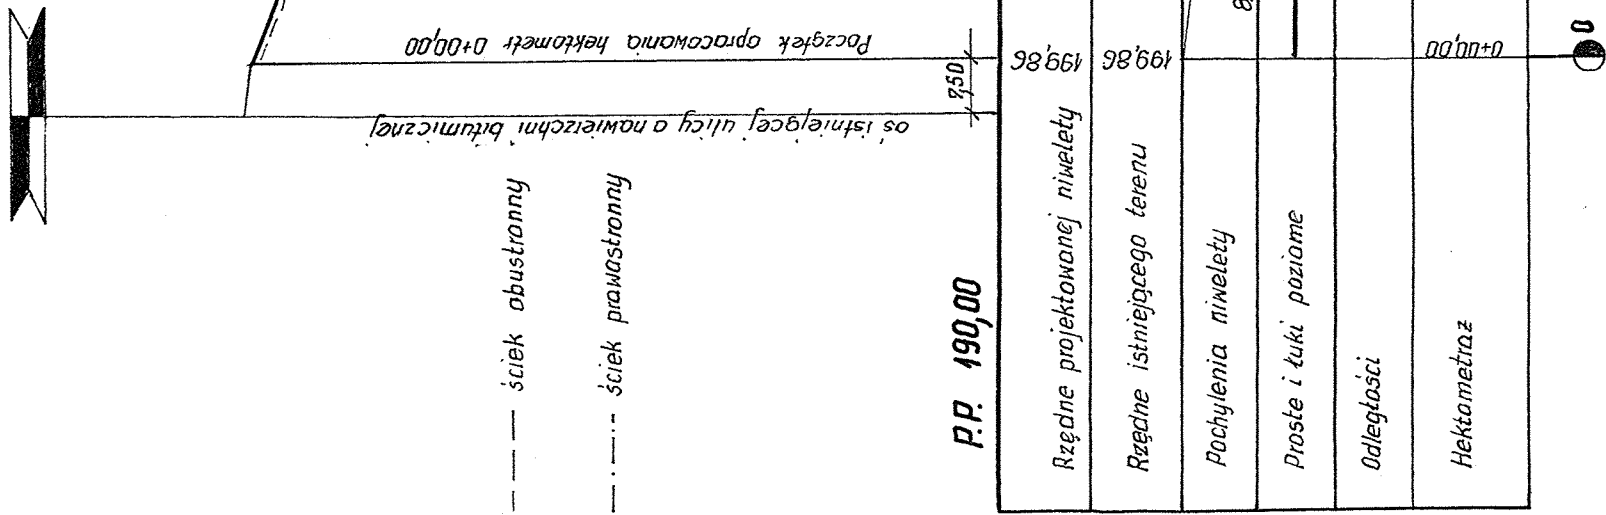 Początek opracowania hektometr 0+00,00
oś istniejącej ulicy o nawierzchni bitumicznej
7,50
ściek obustronny
ściek prawostronny
P.P. 190,00
Rzędne projektowanej niwelety 199,86
Rzędne istniejącego terenu 199,86
Pochylenia niwelety
Proste i łuki poziome
Odległości
Hektometraż 0+00,00
0